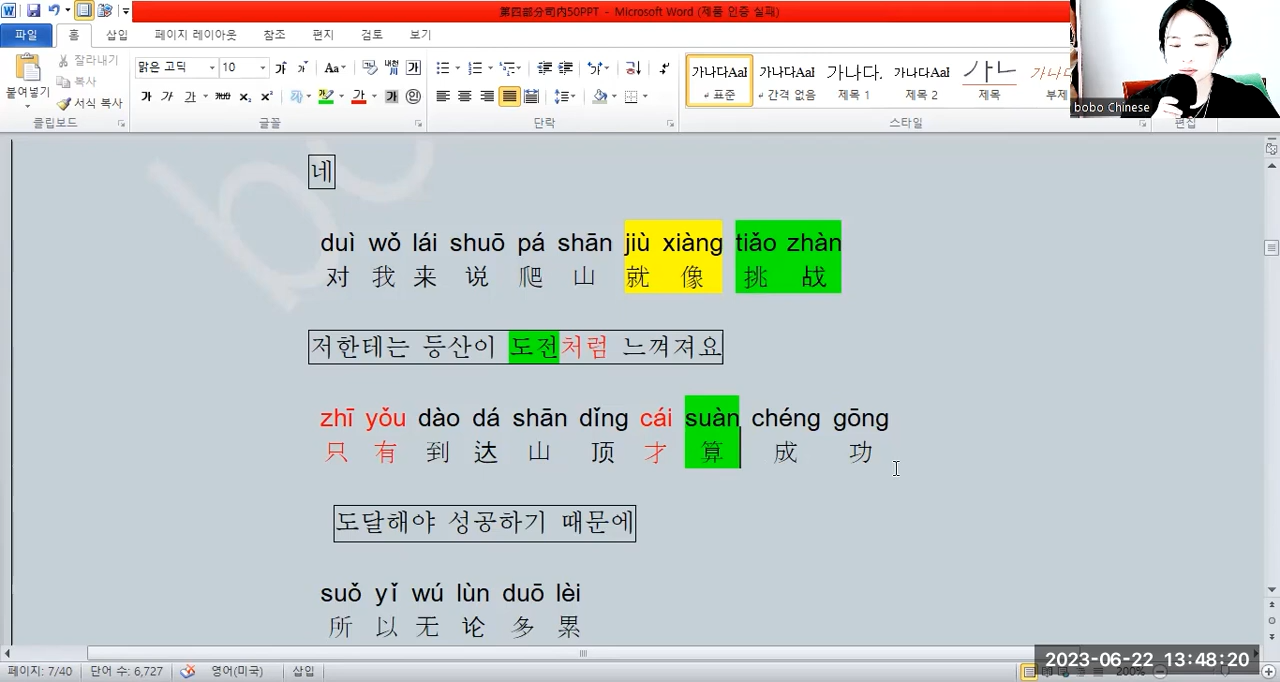 第四部分司内50PPT - Microsoft Word (제품 인증 실패)
파일 홈 삽입 페이지 레이아웃 참조 편지 검토 보기
붙여넣기
잘라내기
복사
서식 복사
클립보드
맑은 고딕 10
글꼴
단락
가나다AaI 가나다AaI 가나다. 가나다AaI
표준 간격 없음 제목 1 제목 2 제목 부제
스타일
편집
bobo Chinese
네
duì wǒ lái shuō pá shān jiù xiàng tiǎo zhàn
对 我 来 说 爬 山 就 像 挑 战
저한테는 등산이 도전처럼 느껴져요
zhī yǒu dào dá shān dǐng cái suàn chéng gōng
只 有 到 达 山 顶 才 算 成 功
도달해야 성공하기 때문에
suǒ yǐ wú lùn duō lèi
所 以 无 论 多 累
페이지: 7/40 단어 수: 6,727 영어(미국) 삽입
200%
2023-06-22 13:48:20